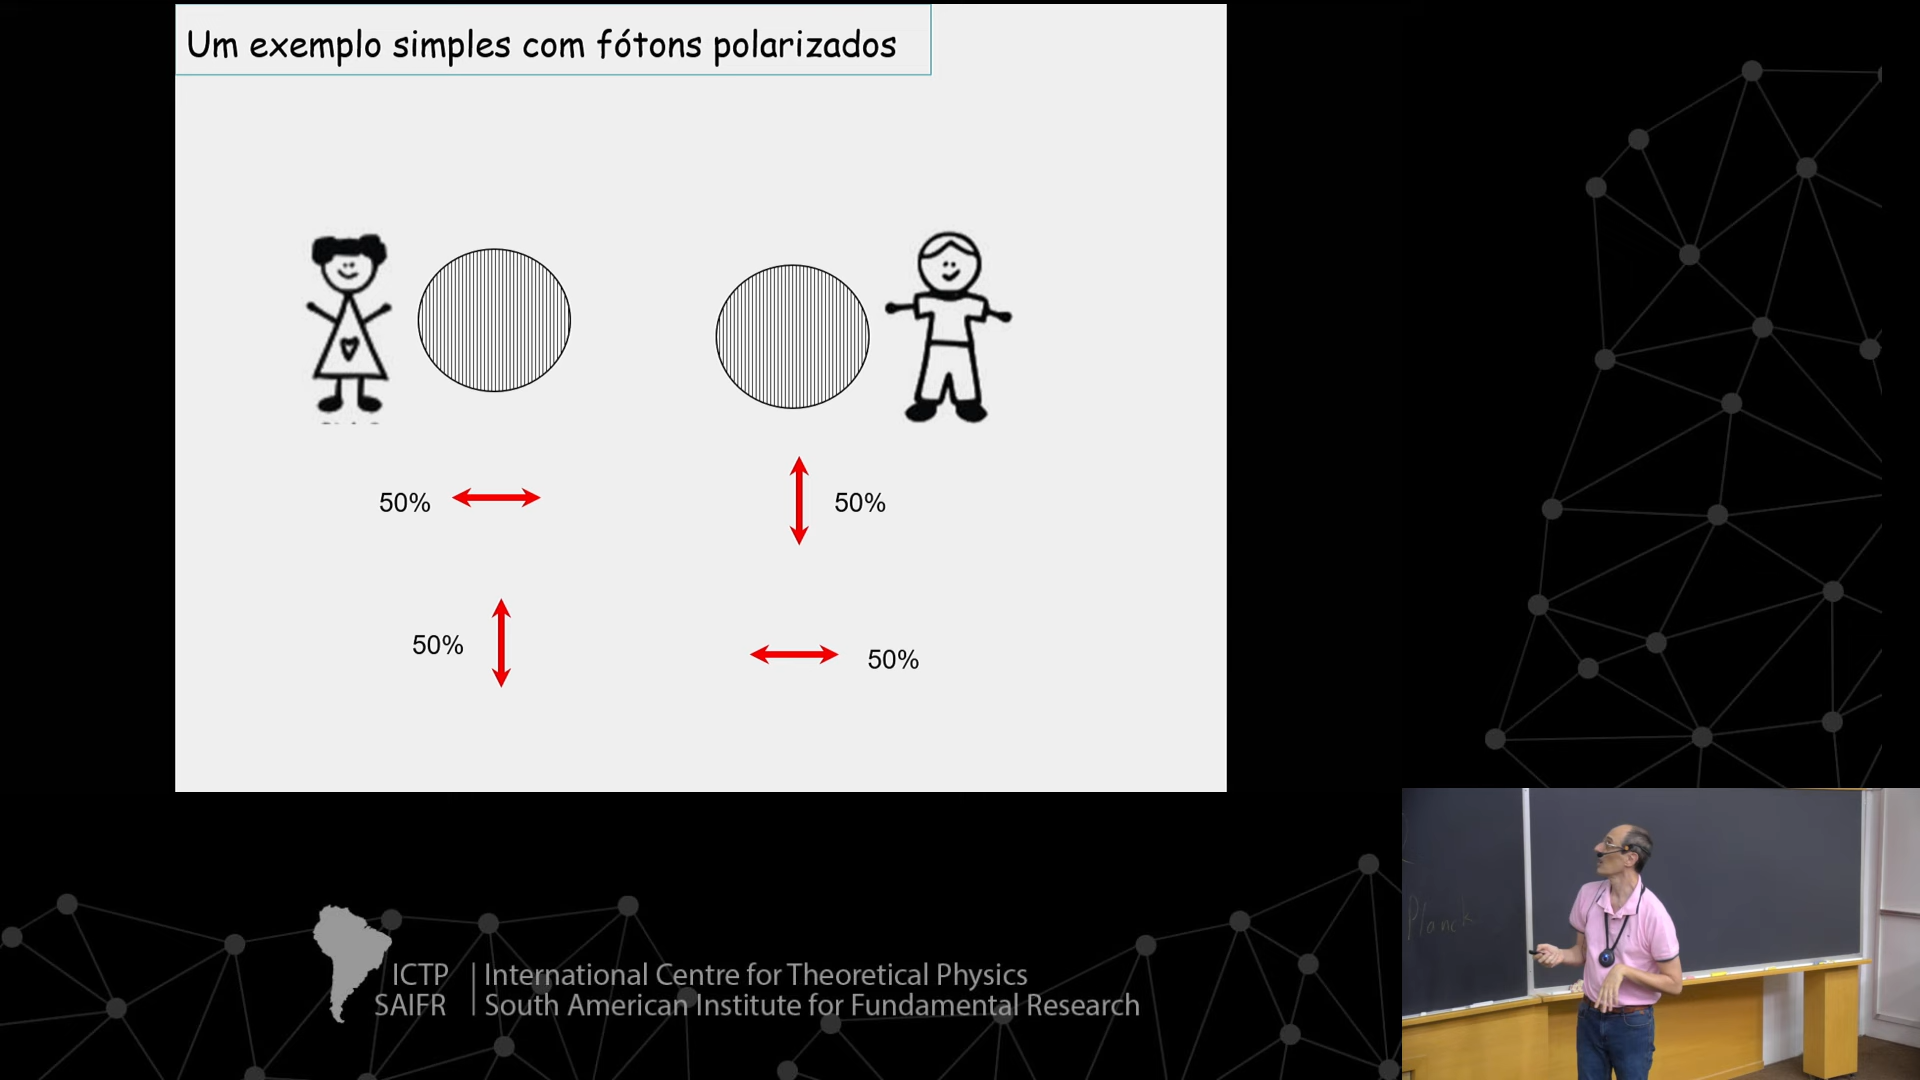 Um exemplo simples com fótons polarizados
50%
50%
50%
50%
Planck
ICTP
SAIFR
International Centre for Theoretical Physics
South American Institute for Fundamental Research